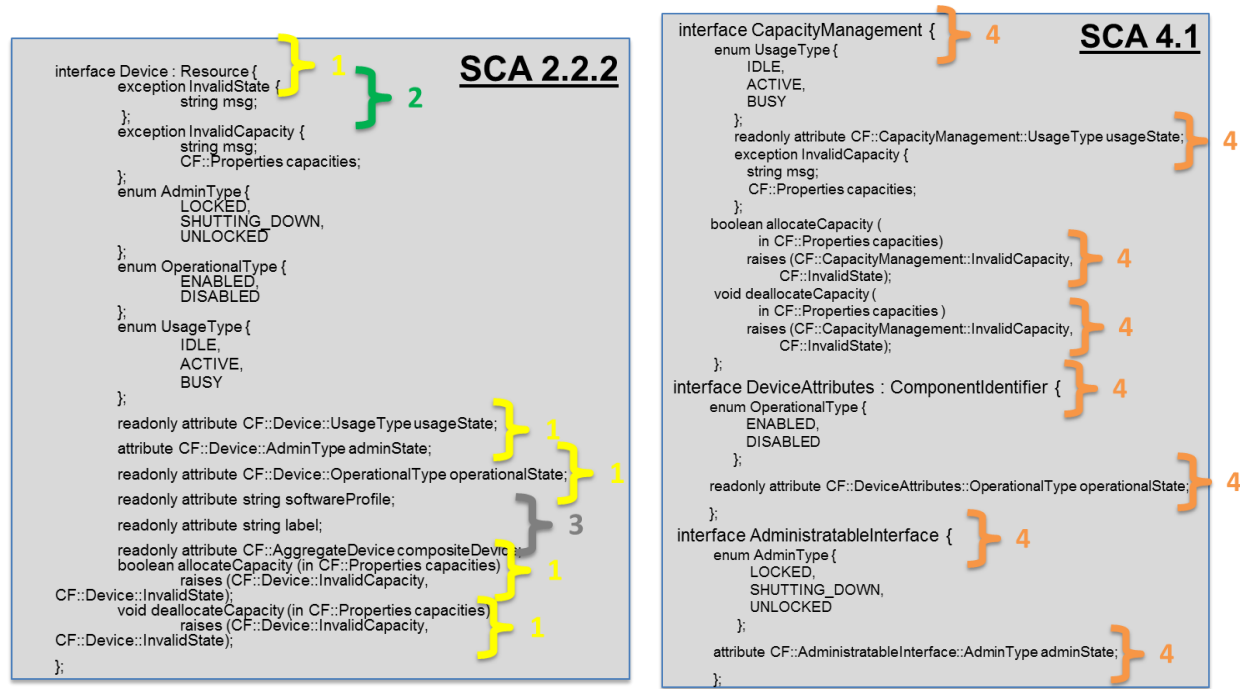 SCA 2.2.2
interface Device : Resource {
1
exception InvalidState {
string msg;
2
};
exception InvalidCapacity {
string msg;
CF::Properties capacities;
};
enum AdminType {
LOCKED,
SHUTTING_DOWN,
UNLOCKED
};
enum OperationalType {
ENABLED,
DISABLED
};
enum UsageType {
IDLE,
ACTIVE,
BUSY
};
readonly attribute CF::Device::UsageType usageState;
1
attribute CF::Device::AdminType adminState;
readonly attribute CF::Device::OperationalType operationalState;
1
readonly attribute string softwareProfile;
readonly attribute string label;
3
readonly attribute CF::AggregateDevice compositeDevice;
boolean allocateCapacity (in CF::Properties capacities)
1
raises (CF::Device::InvalidCapacity,
CF::Device::InvalidState);
void deallocateCapacity (in CF::Properties capacities)
raises (CF::Device::InvalidCapacity,
1
CF::Device::InvalidState);
};
SCA 4.1
interface CapacityManagement {
4
enum UsageType {
IDLE,
ACTIVE,
BUSY
};
readonly attribute CF::CapacityManagement::UsageType usageState;
4
exception InvalidCapacity {
string msg;
CF::Properties capacities;
};
boolean allocateCapacity (
in CF::Properties capacities)
raises (CF::CapacityManagement::InvalidCapacity,
4
CF::InvalidState);
void deallocateCapacity (
in CF::Properties capacities )
raises (CF::CapacityManagement::InvalidCapacity,
4
CF::InvalidState);
};
interface DeviceAttributes : ComponentIdentifier {
4
enum OperationalType {
ENABLED,
DISABLED
};
readonly attribute CF::DeviceAttributes::OperationalType operationalState;
4
};
interface AdministratableInterface {
4
enum AdminType {
LOCKED,
SHUTTING_DOWN,
UNLOCKED
};
attribute CF::AdministratableInterface::AdminType adminState;
4
};